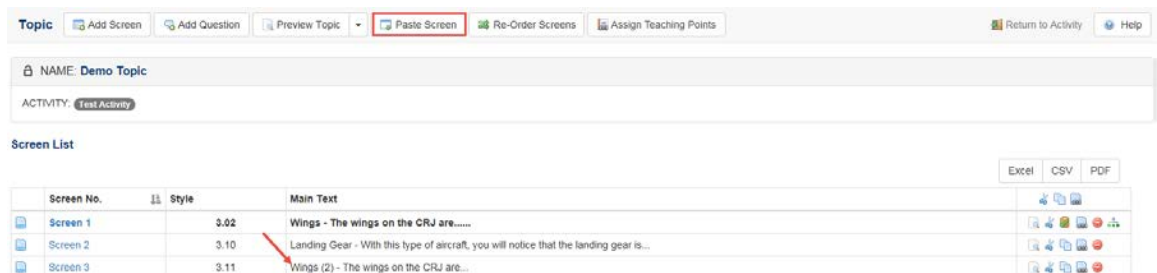 Topic Add Screen Add Question Preview Topic Paste Screen Re-Order Screens Assign Teaching Points Return to Activity Help
NAME: Demo Topic
ACTIVITY: Test Activity
Screen List
Excel CSV PDF
Screen No. Style Main Text
Screen 1 3.02 Wings - The wings on the CRJ are......
Screen 2 3.10 Landing Gear - With this type of aircraft, you will notice that the landing gear is...
Screen 3 3.11 Wings (2) - The wings on the CRJ are...